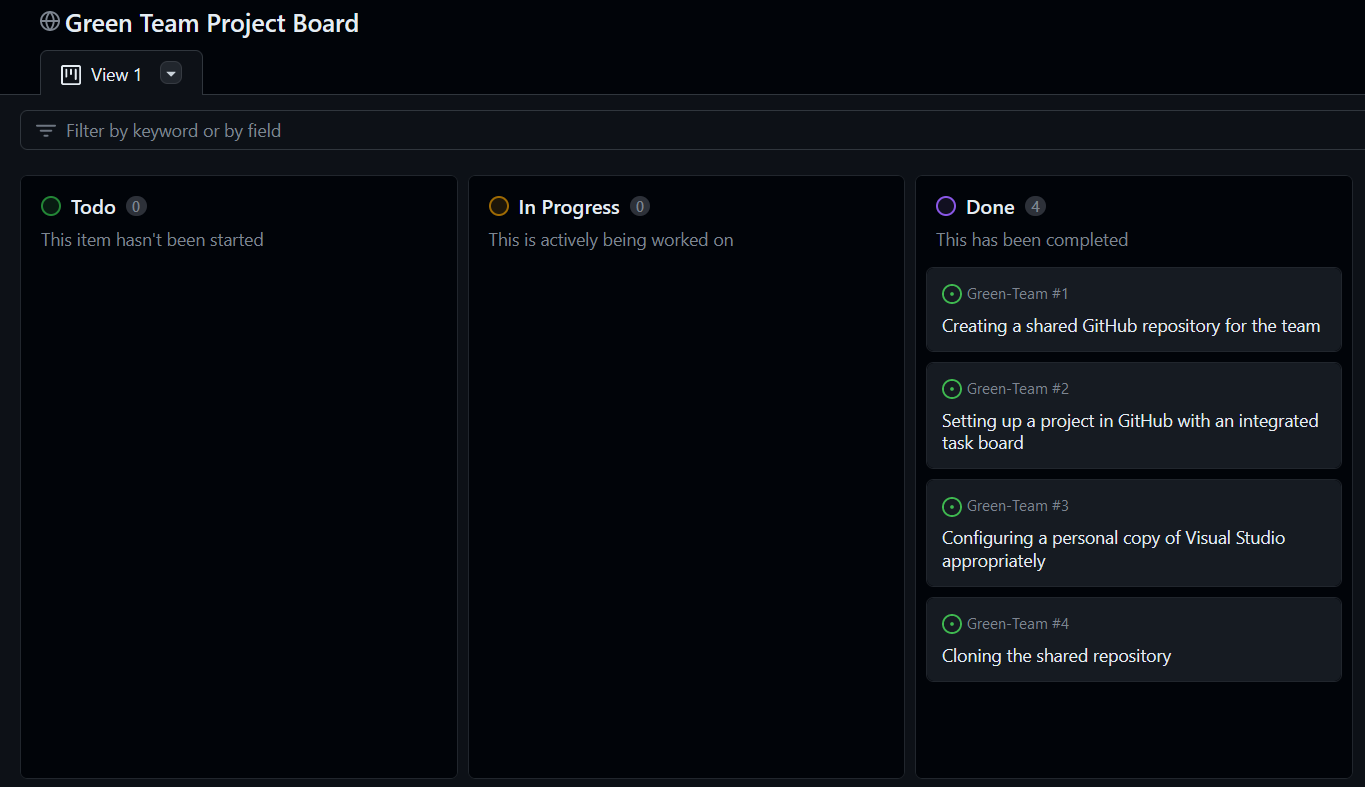 Green Team Project Board
View 1
Filter by keyword or by field
Todo 0
This item hasn't been started
In Progress 0
This is actively being worked on
Done 4
This has been completed
Green-Team #1
Creating a shared GitHub repository for the team
Green-Team #2
Setting up a project in GitHub with an integrated
task board
Green-Team #3
Configuring a personal copy of Visual Studio
appropriately
Green-Team #4
Cloning the shared repository